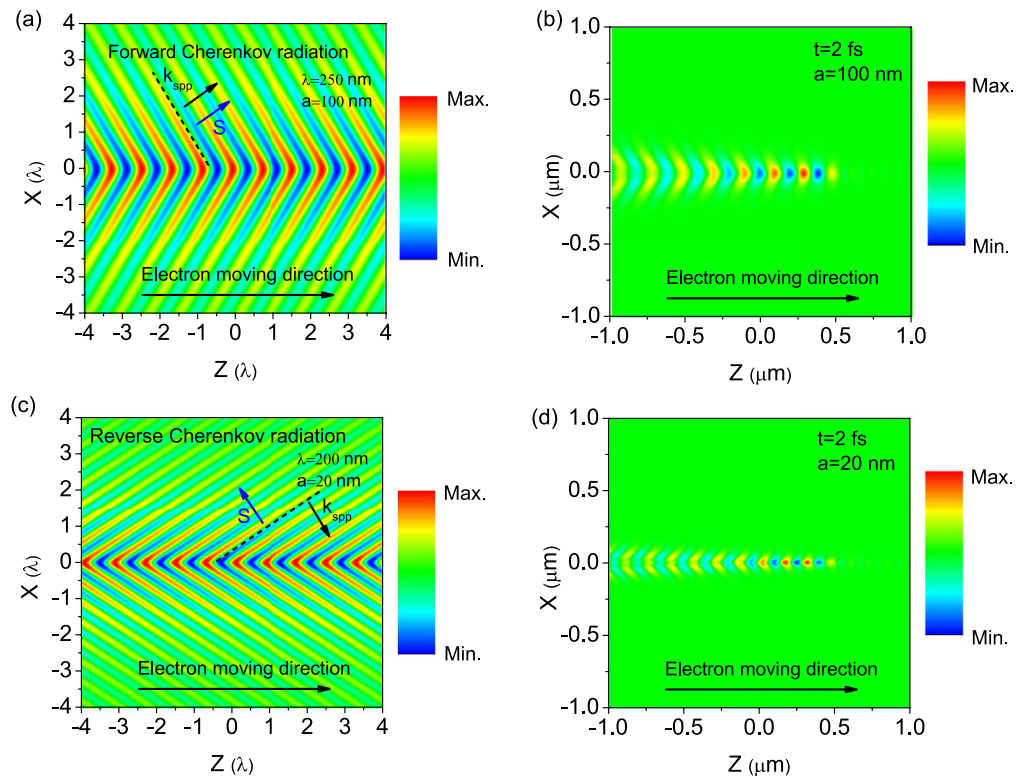 (a)
Forward Cherenkov radiation
λ=250 nm
a=100 nm
k_spp
S
Electron moving direction
4
3
2
1
0
−1
−2
−3
−4
X (λ)
−4 −3 −2 −1 0 1 2 3 4
Z (λ)
Max.
Min.
(b)
t=2 fs
a=100 nm
Electron moving direction
1.0
0.5
0.0
−0.5
−1.0
X (μm)
−1.0 −0.5 0.0 0.5 1.0
Z (μm)
Max.
Min.
(c)
Reverse Cherenkov radiation
λ=200 nm
a=20 nm
S
k_spp
Electron moving direction
4
3
2
1
0
−1
−2
−3
−4
X (λ)
−4 −3 −2 −1 0 1 2 3 4
Z (λ)
Max.
Min.
(d)
t=2 fs
a=20 nm
Electron moving direction
1.0
0.5
0.0
−0.5
−1.0
X (μm)
−1.0 −0.5 0.0 0.5 1.0
Z (μm)
Max.
Min.